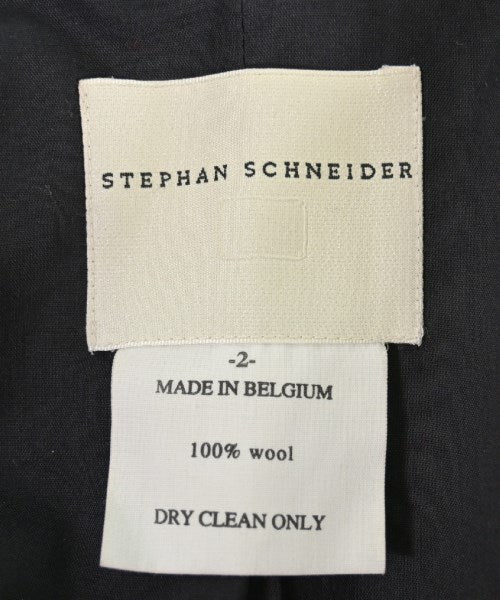 STEPHAN SCHNEIDER
-2-
MADE IN BELGIUM
100% wool
DRY CLEAN ONLY